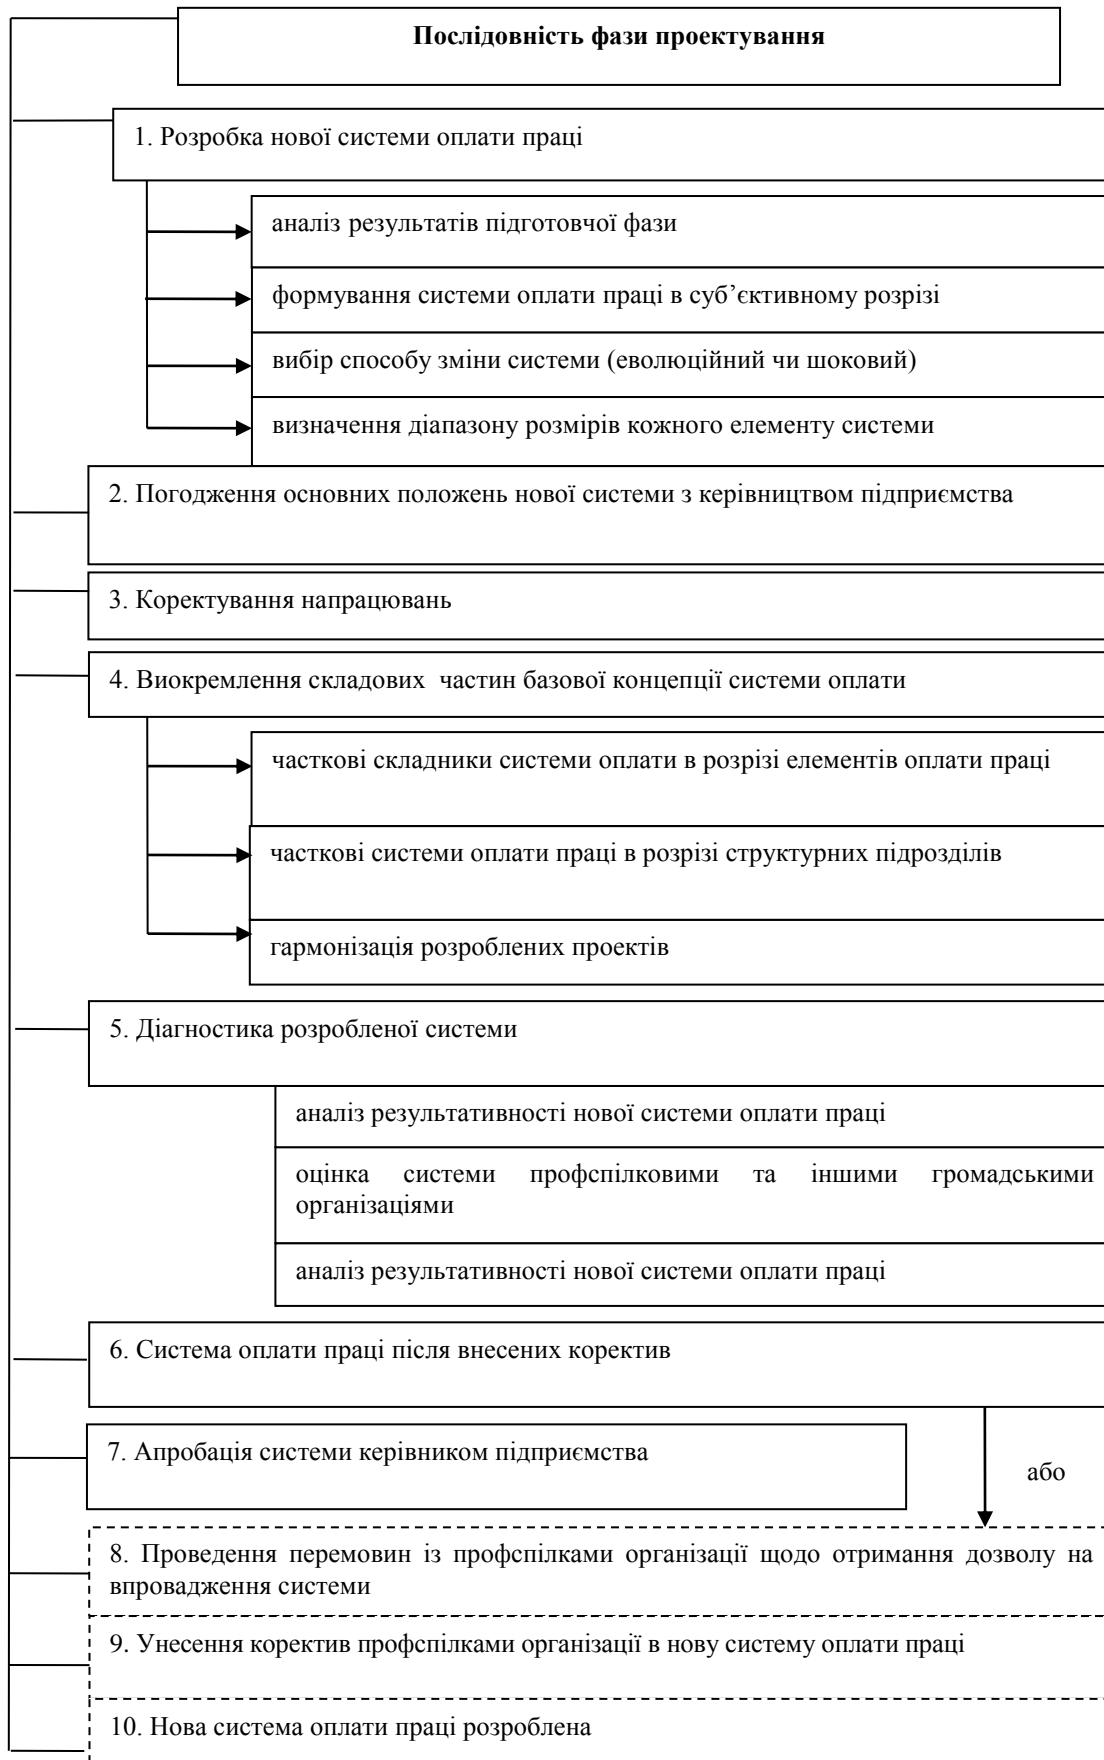 Послідовність фази проектування
1. Розробка нової системи оплати праці
аналіз результатів підготовчої фази
формування системи оплати праці в суб’єктивному розрізі
вибір способу зміни системи (еволюційний чи шоковий)
визначення діапазону розмірів кожного елементу системи
2. Погодження основних положень нової системи з керівництвом підприємства
3. Коректування напрацювань
4. Виокремлення складових частин базової концепції системи оплати
часткові складники системи оплати в розрізі елементів оплати праці
часткові системи оплати праці в розрізі структурних підрозділів
гармонізація розроблених проектів
5. Діагностика розробленої системи
аналіз результативності нової системи оплати праці
оцінка системи профспілковими та іншими громадськими
організаціями
аналіз результативності нової системи оплати праці
6. Система оплати праці після внесених коректив
7. Апробація системи керівником підприємства
або
8. Проведення перемовин із профспілками організації щодо отримання дозволу на
впровадження системи
9. Унесення коректив профспілками організації в нову систему оплати праці
10. Нова система оплати праці розроблена